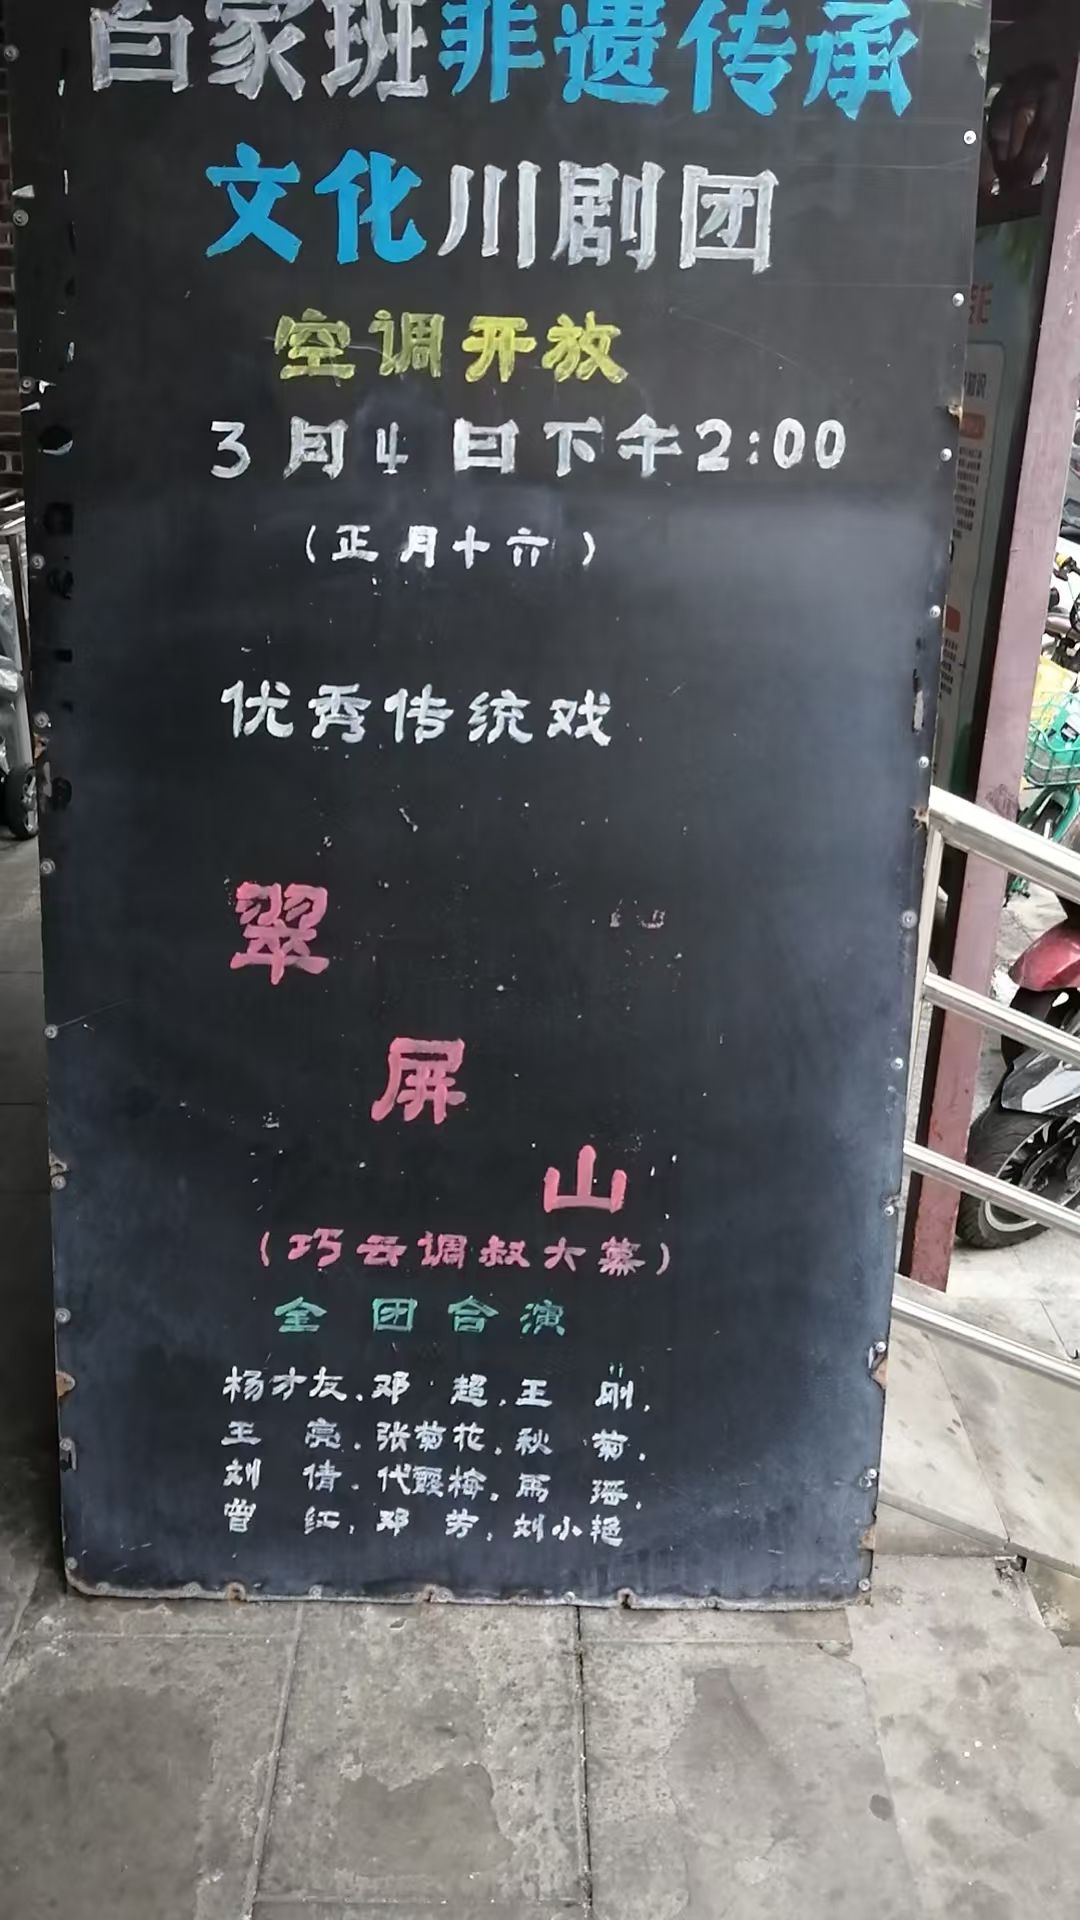 百家班非遗传承
文化川剧团
空调开放
3月4日下午2:00
(正月十六)
优秀传统戏
翠
屏
山
(巧云调叔大幕)
全团合演
杨才友.邓超.王刚.
王亮.张菊花.秋菊.
刘倩.代霞梅.马瑶.
曾红.邓芳.刘小艳